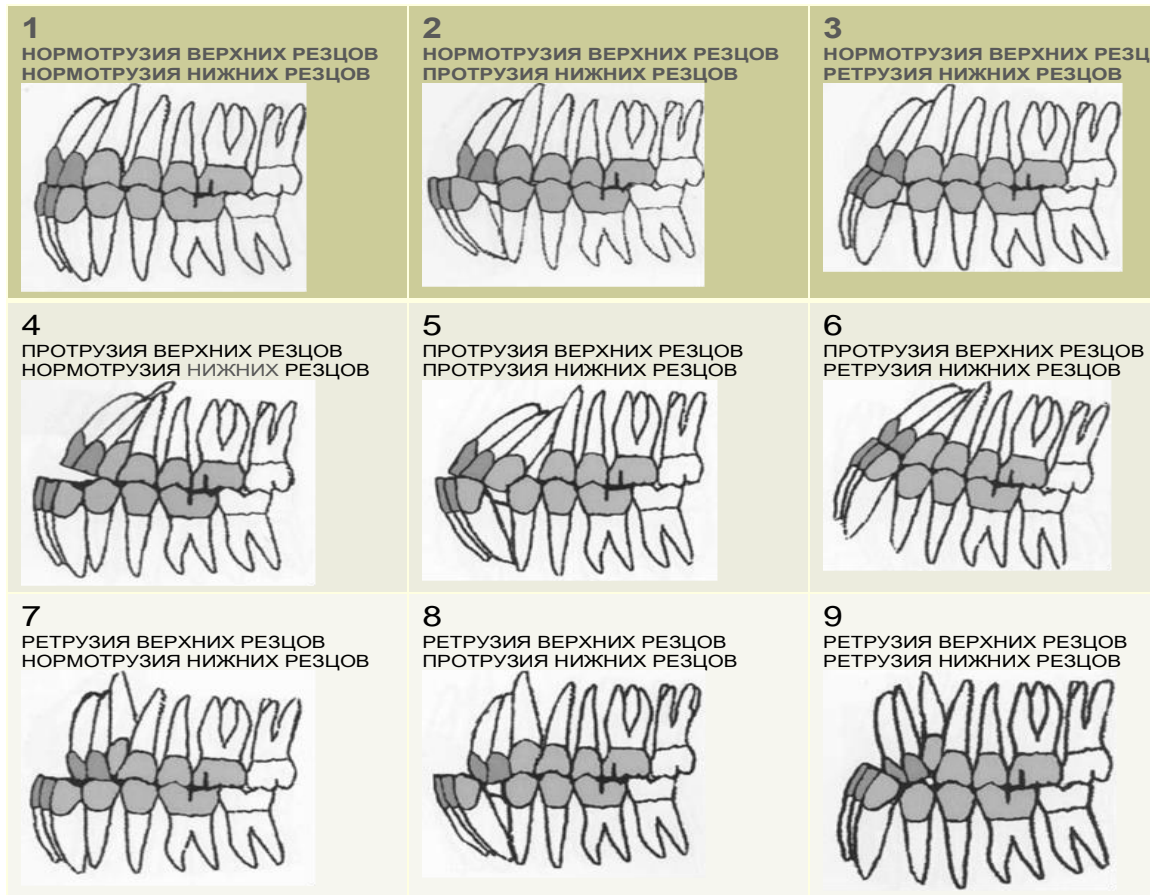 1
НОРМОТРУЗИЯ ВЕРХНИХ РЕЗЦОВ
НОРМОТРУЗИЯ НИЖНИХ РЕЗЦОВ
2
НОРМОТРУЗИЯ ВЕРХНИХ РЕЗЦОВ
ПРОТРУЗИЯ НИЖНИХ РЕЗЦОВ
3
НОРМОТРУЗИЯ ВЕРХНИХ РЕЗЦ
РЕТРУЗИЯ НИЖНИХ РЕЗЦОВ
4
ПРОТРУЗИЯ ВЕРХНИХ РЕЗЦОВ
НОРМОТРУЗИЯ НИЖНИХ РЕЗЦОВ
5
ПРОТРУЗИЯ ВЕРХНИХ РЕЗЦОВ
ПРОТРУЗИЯ НИЖНИХ РЕЗЦОВ
6
ПРОТРУЗИЯ ВЕРХНИХ РЕЗЦОВ
РЕТРУЗИЯ НИЖНИХ РЕЗЦОВ
7
РЕТРУЗИЯ ВЕРХНИХ РЕЗЦОВ
НОРМОТРУЗИЯ НИЖНИХ РЕЗЦОВ
8
РЕТРУЗИЯ ВЕРХНИХ РЕЗЦОВ
ПРОТРУЗИЯ НИЖНИХ РЕЗЦОВ
9
РЕТРУЗИЯ ВЕРХНИХ РЕЗЦОВ
РЕТРУЗИЯ НИЖНИХ РЕЗЦОВ